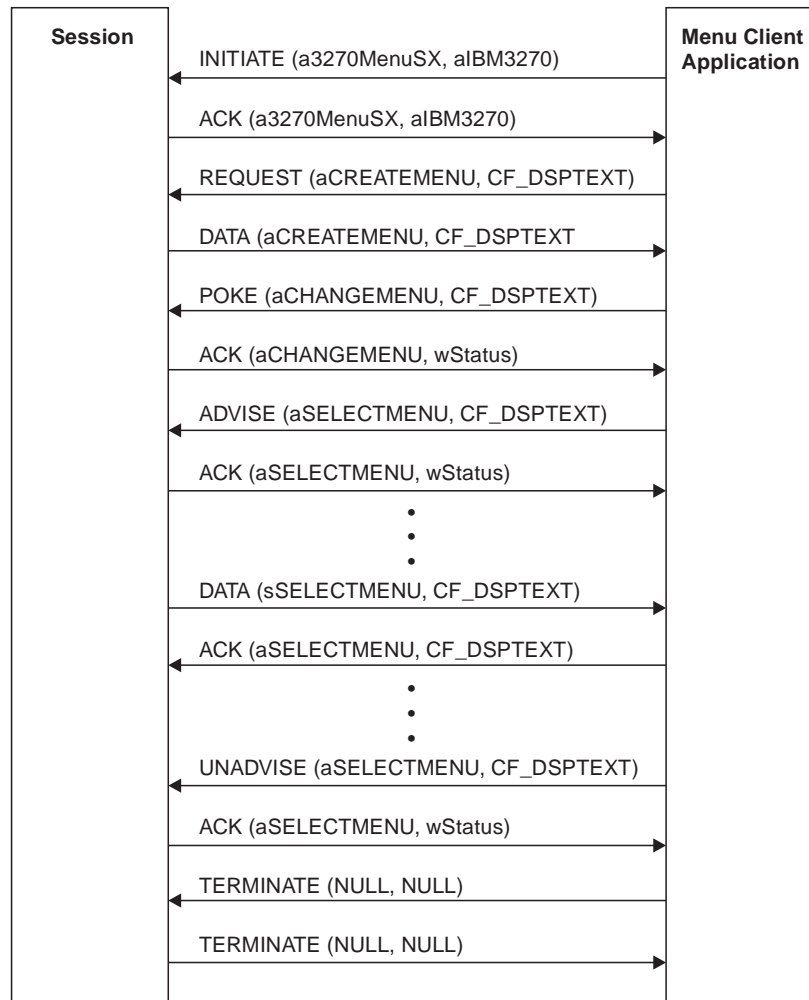 Session
Menu Client
Application
INITIATE (a3270MenuSX, aIBM3270)
ACK (a3270MenuSX, aIBM3270)
REQUEST (aCREATEMENU, CF_DSPTEXT)
DATA (aCREATEMENU, CF_DSPTEXT
POKE (aCHANGEMENU, CF_DSPTEXT)
ACK (aCHANGEMENU, wStatus)
ADVISE (aSELECTMENU, CF_DSPTEXT)
ACK (aSELECTMENU, wStatus)
DATA (sSELECTMENU, CF_DSPTEXT)
ACK (aSELECTMENU, CF_DSPTEXT)
UNADVISE (aSELECTMENU, CF_DSPTEXT)
ACK (aSELECTMENU, wStatus)
TERMINATE (NULL, NULL)
TERMINATE (NULL, NULL)